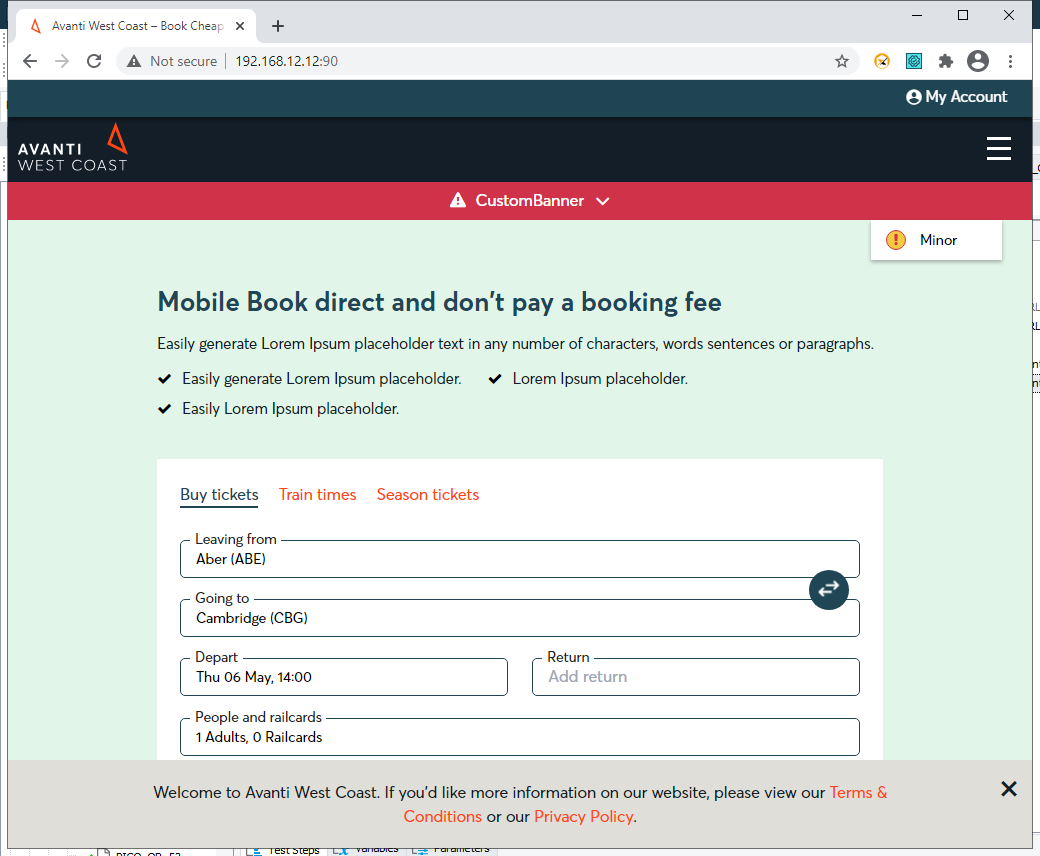 Avanti West Coast – Book Cheap
Not secure 192.168.12.12:90
My Account
AVANTI
WEST COAST
CustomBanner
Minor
Mobile Book direct and don't pay a booking fee
Easily generate Lorem Ipsum placeholder text in any number of characters, words sentences or paragraphs.
Easily generate Lorem Ipsum placeholder. Lorem Ipsum placeholder.
Easily Lorem Ipsum placeholder.
Buy tickets Train times Season tickets
Leaving from
Aber (ABE)
Going to
Cambridge (CBG)
Depart Return
Thu 06 May, 14:00 Add return
People and railcards
1 Adults, 0 Railcards
Welcome to Avanti West Coast. If you'd like more information on our website, please view our Terms &
Conditions or our Privacy Policy.
Test Steps Variables Parameters